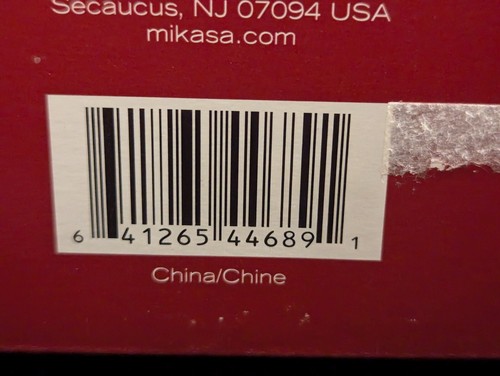 Secaucus, NJ 07094 USA
mikasa.com
6 41265 44689 1
China/Chine